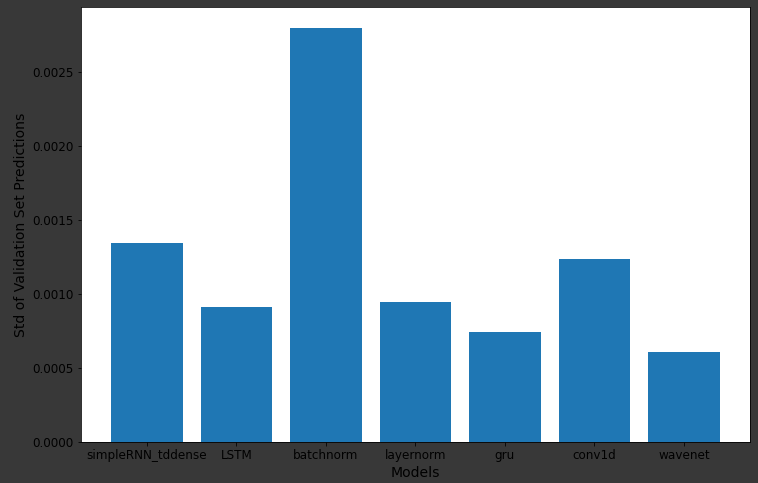 Std of Validation Set Predictions
0.0025
0.0020
0.0015
0.0010
0.0005
0.0000
simpleRNN_tddense LSTM batchnorm layernorm gru conv1d wavenet
Models